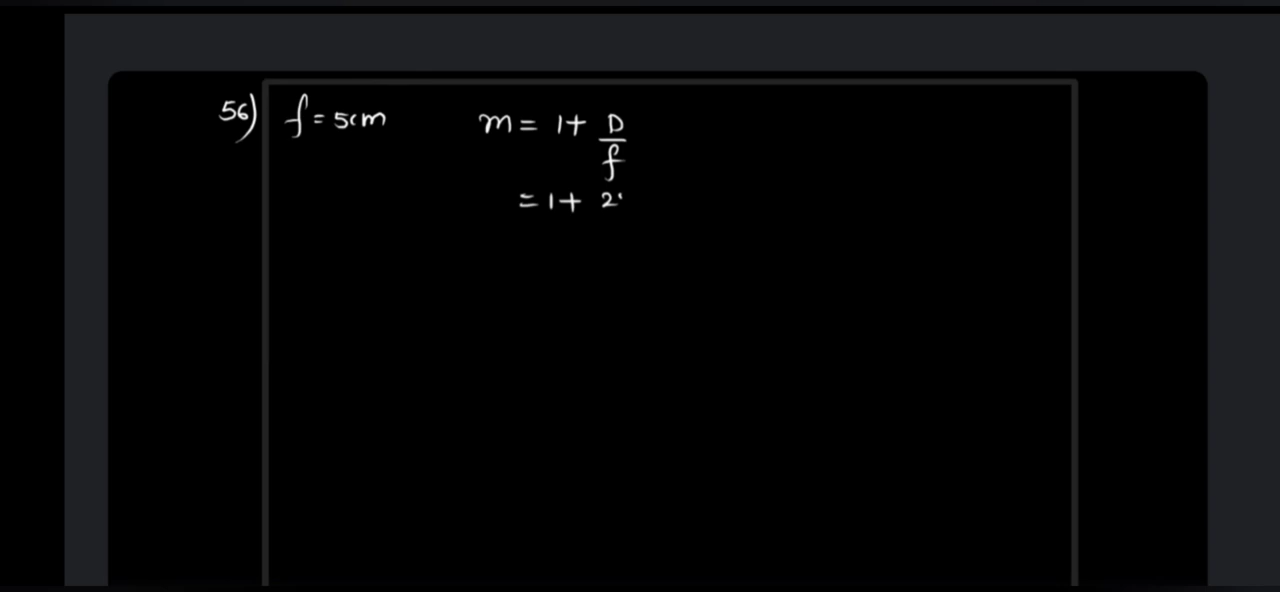 56) f = 5cm m = 1 + D/f
= 1 + 2